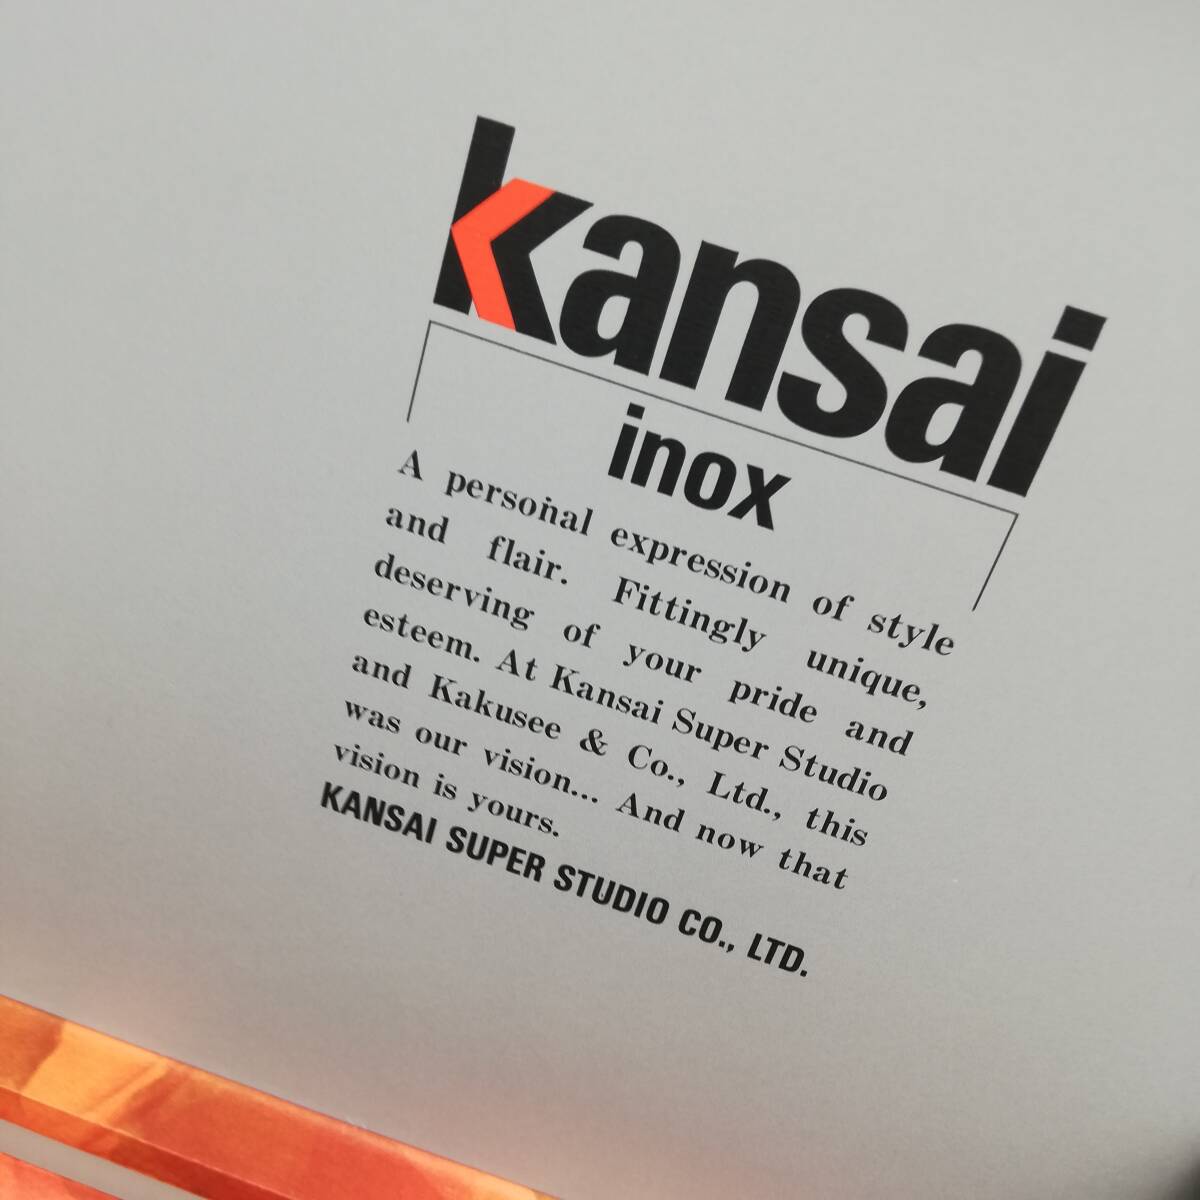 kansai
inox
A personal expression of style
and flair. Fittingly unique,
deserving of your pride and
esteem. At Kansai Super Studio
and Kakusee & Co., Ltd., this
was our vision... And now that
vision is yours.
KANSAI SUPER STUDIO CO., LTD.